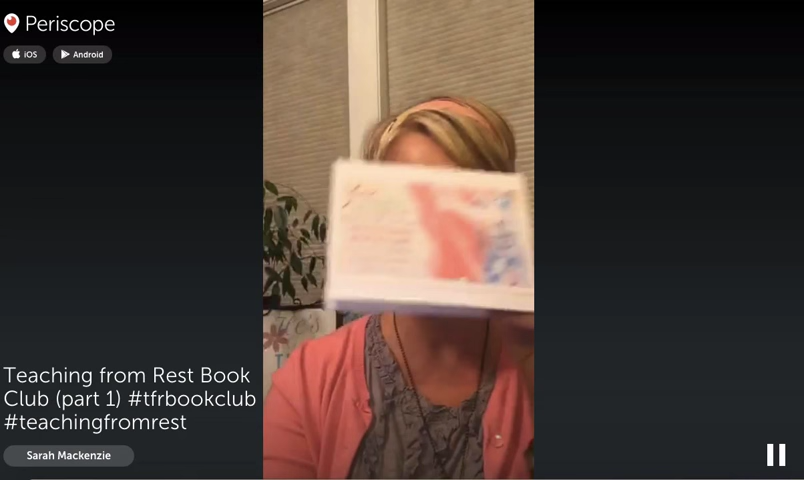 Periscope
iOS
Android
Teaching from Rest Book
Club (part 1) #tfrbookclub
#teachingfromrest
Sarah Mackenzie